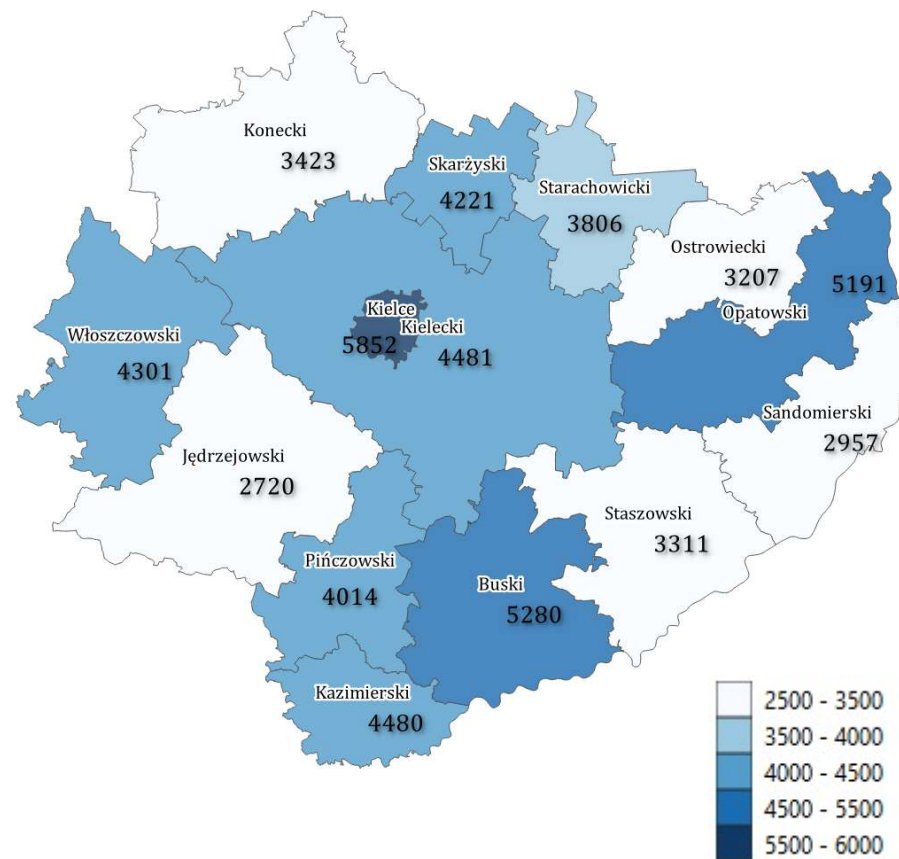 Konecki
3423
Skarżyski
4221
Starachowicki
3806
Ostrowiecki
3207
5191
Opatowski
Kielce
Kielecki
5852
4481
Włoszczowski
4301
Sandomierski
2957
Jędrzejowski
2720
Staszowski
3311
Pińczowski
4014
Buski
5280
Kazimierski
4480
2500 - 3500
3500 - 4000
4000 - 4500
4500 - 5500
5500 - 6000